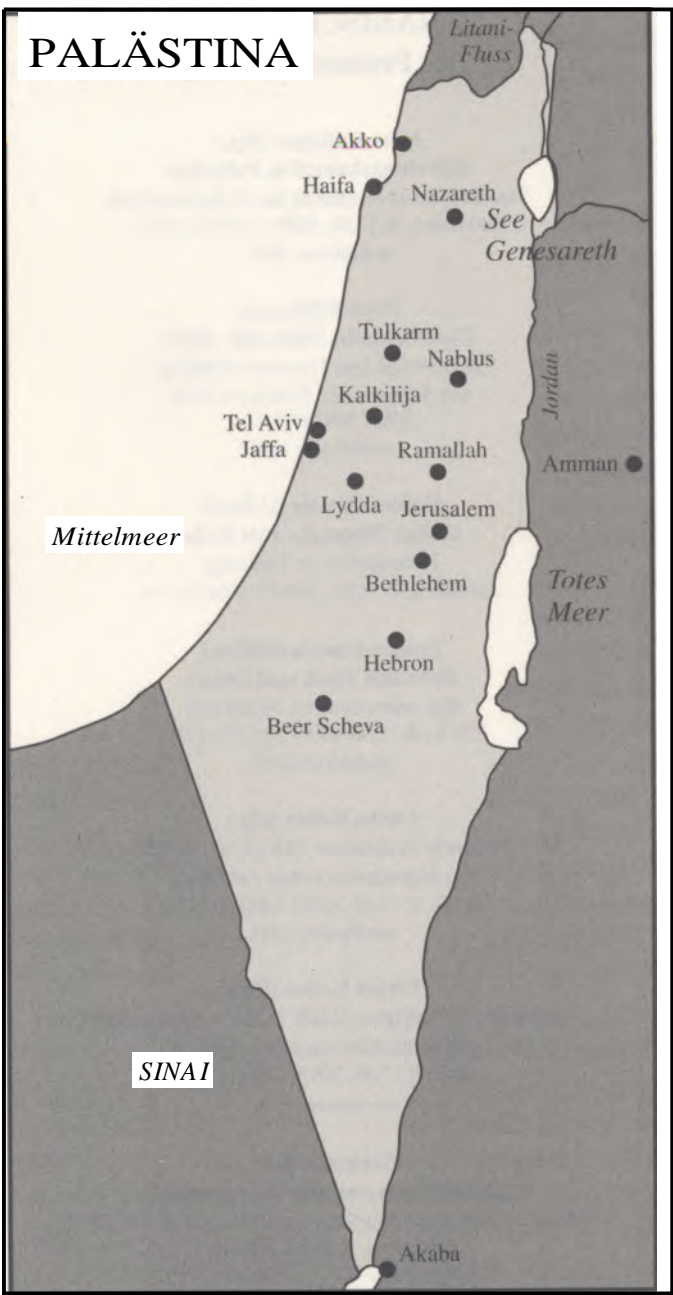 PALÄSTINA
Litani-
Fluss
Akko
Haifa
Nazareth
See
Genesareth
Tulkarm
Nablus
Kalkilija
Jordan
Tel Aviv
Jaffa
Ramallah
Amman
Lydda
Jerusalem
Mittelmeer
Bethlehem
Totes
Meer
Hebron
Beer Scheva
SINAI
Akaba